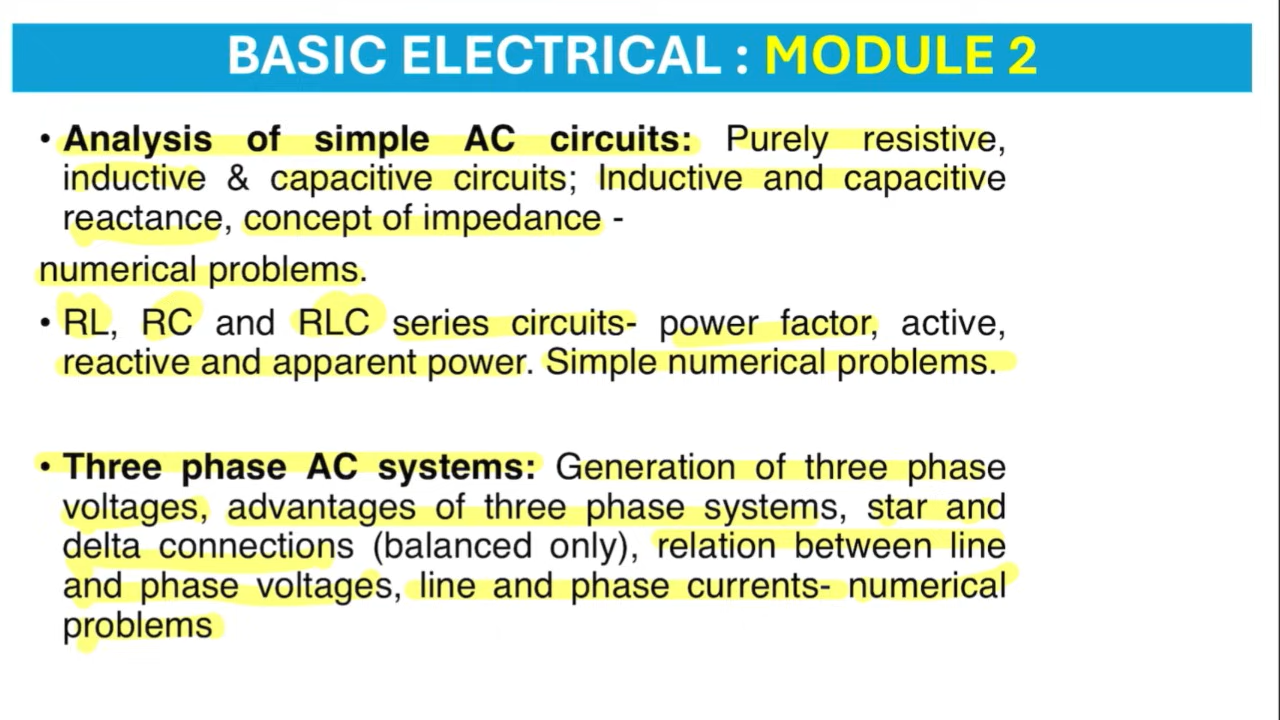 BASIC ELECTRICAL : MODULE 2
• Analysis of simple AC circuits: Purely resistive,
inductive & capacitive circuits; Inductive and capacitive
reactance, concept of impedance -
numerical problems.
• RL, RC and RLC series circuits- power factor, active,
reactive and apparent power. Simple numerical problems.
• Three phase AC systems: Generation of three phase
voltages, advantages of three phase systems, star and
delta connections (balanced only), relation between line
and phase voltages, line and phase currents- numerical
problems